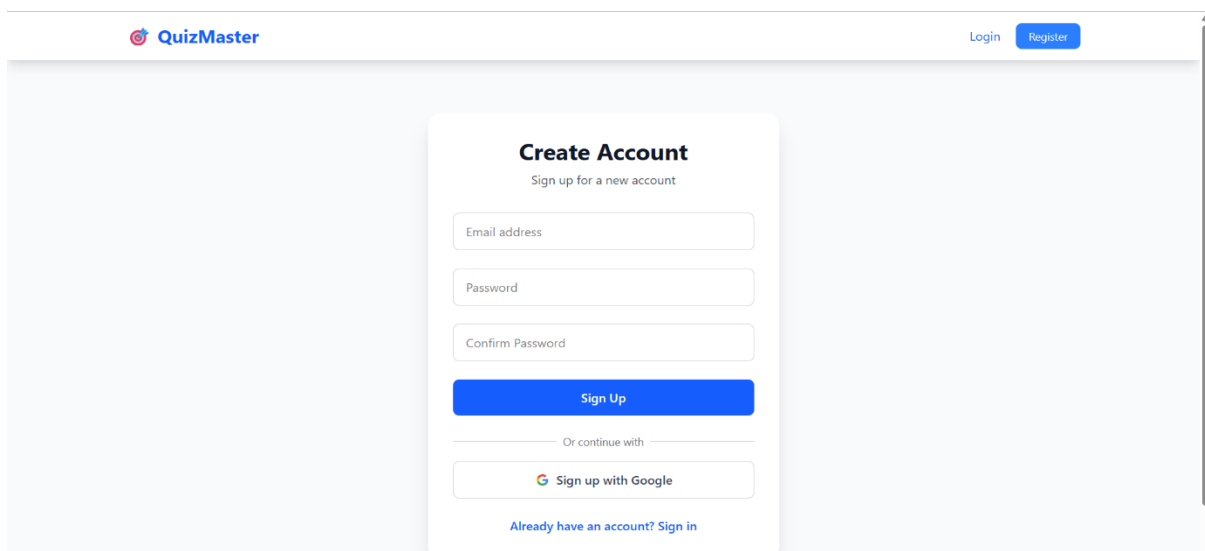 QuizMaster
Login
Register
Create Account
Sign up for a new account
Email address
Password
Confirm Password
Sign Up
Or continue with
Sign up with Google
Already have an account? Sign in